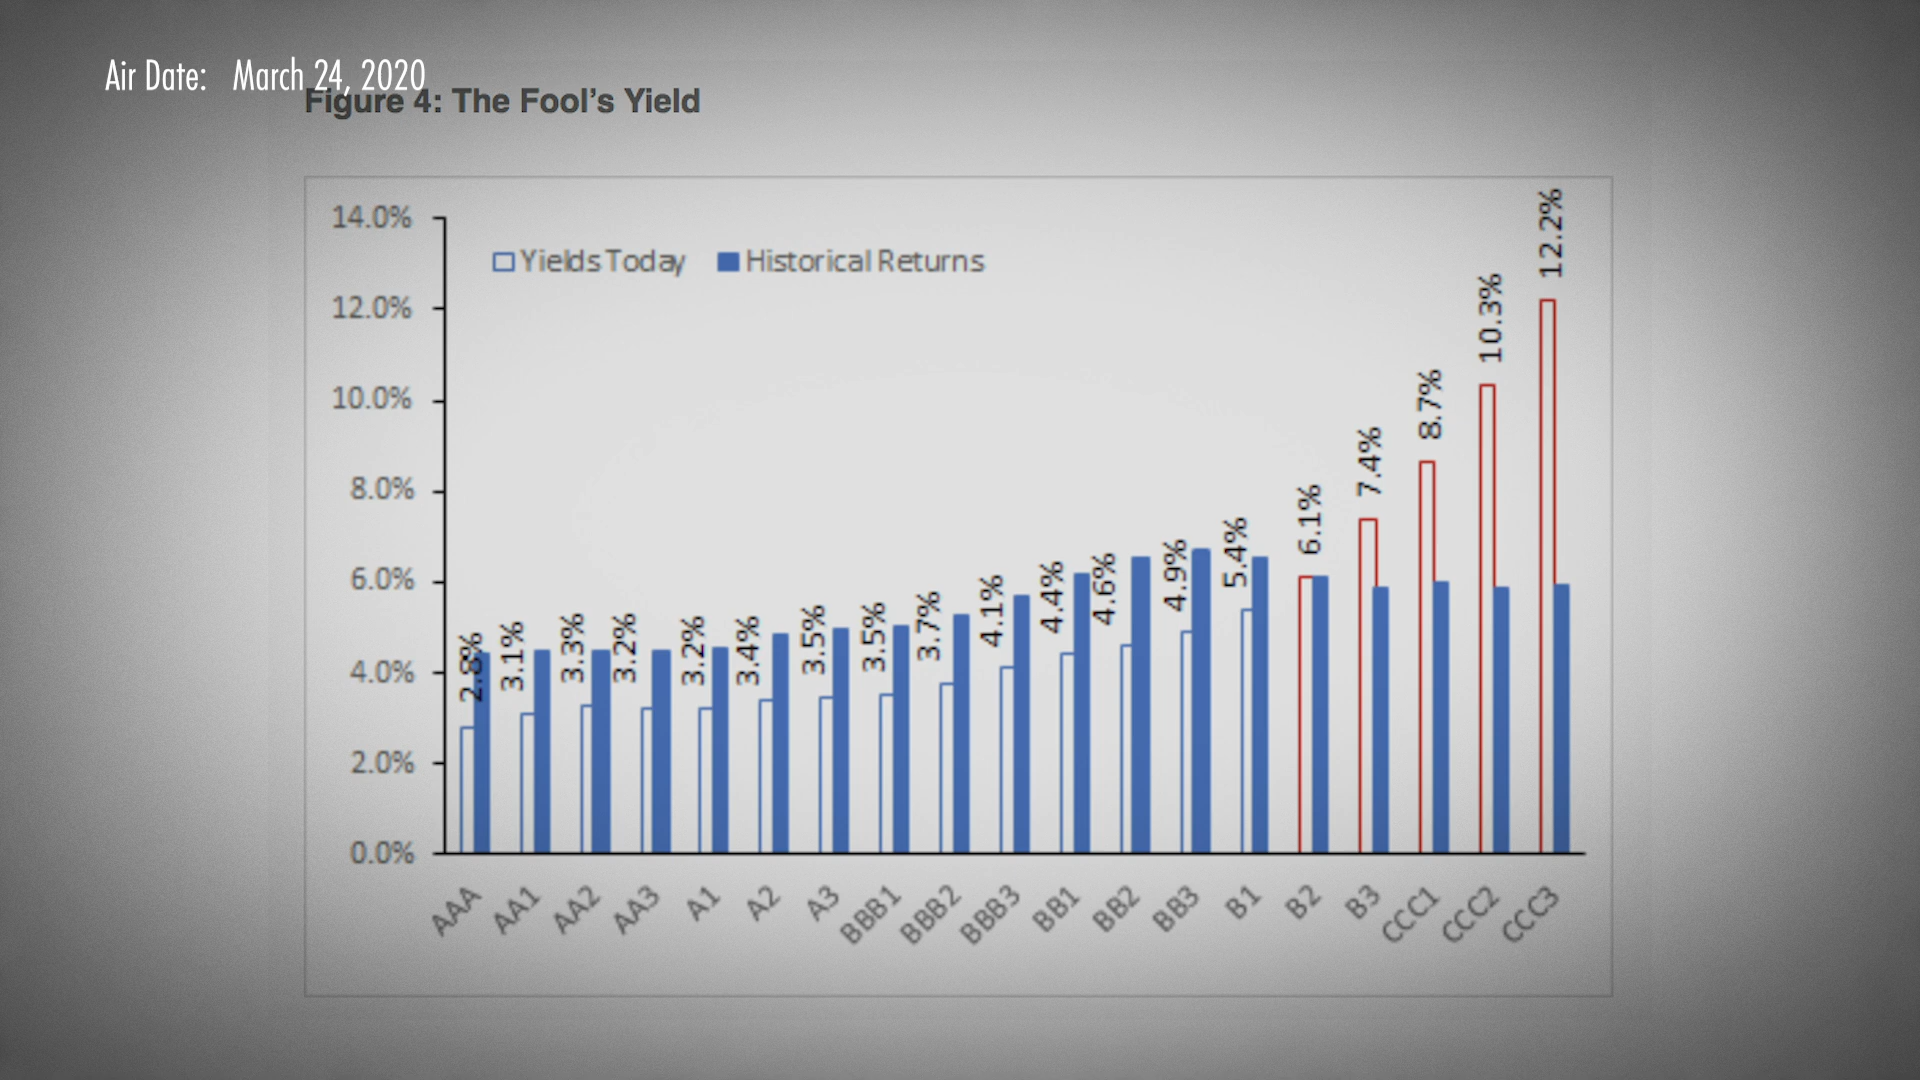 Air Date: March 24, 2020
Figure 4: The Fool's Yield
14.0%
12.0%
10.0%
8.0%
6.0%
4.0%
2.0%
0.0%
Yields Today Historical Returns
2.8%
3.1%
3.3%
3.2%
3.2%
3.4%
3.5%
3.5%
3.7%
4.1%
4.4%
4.6%
4.9%
5.4%
6.1%
7.4%
8.7%
10.3%
12.2%
AAA
AA1
AA2
AA3
A1
A2
A3
BBB1
BBB2
BBB3
BB1
BB2
BB3
B1
B2
B3
CCC1
CCC2
CCC3